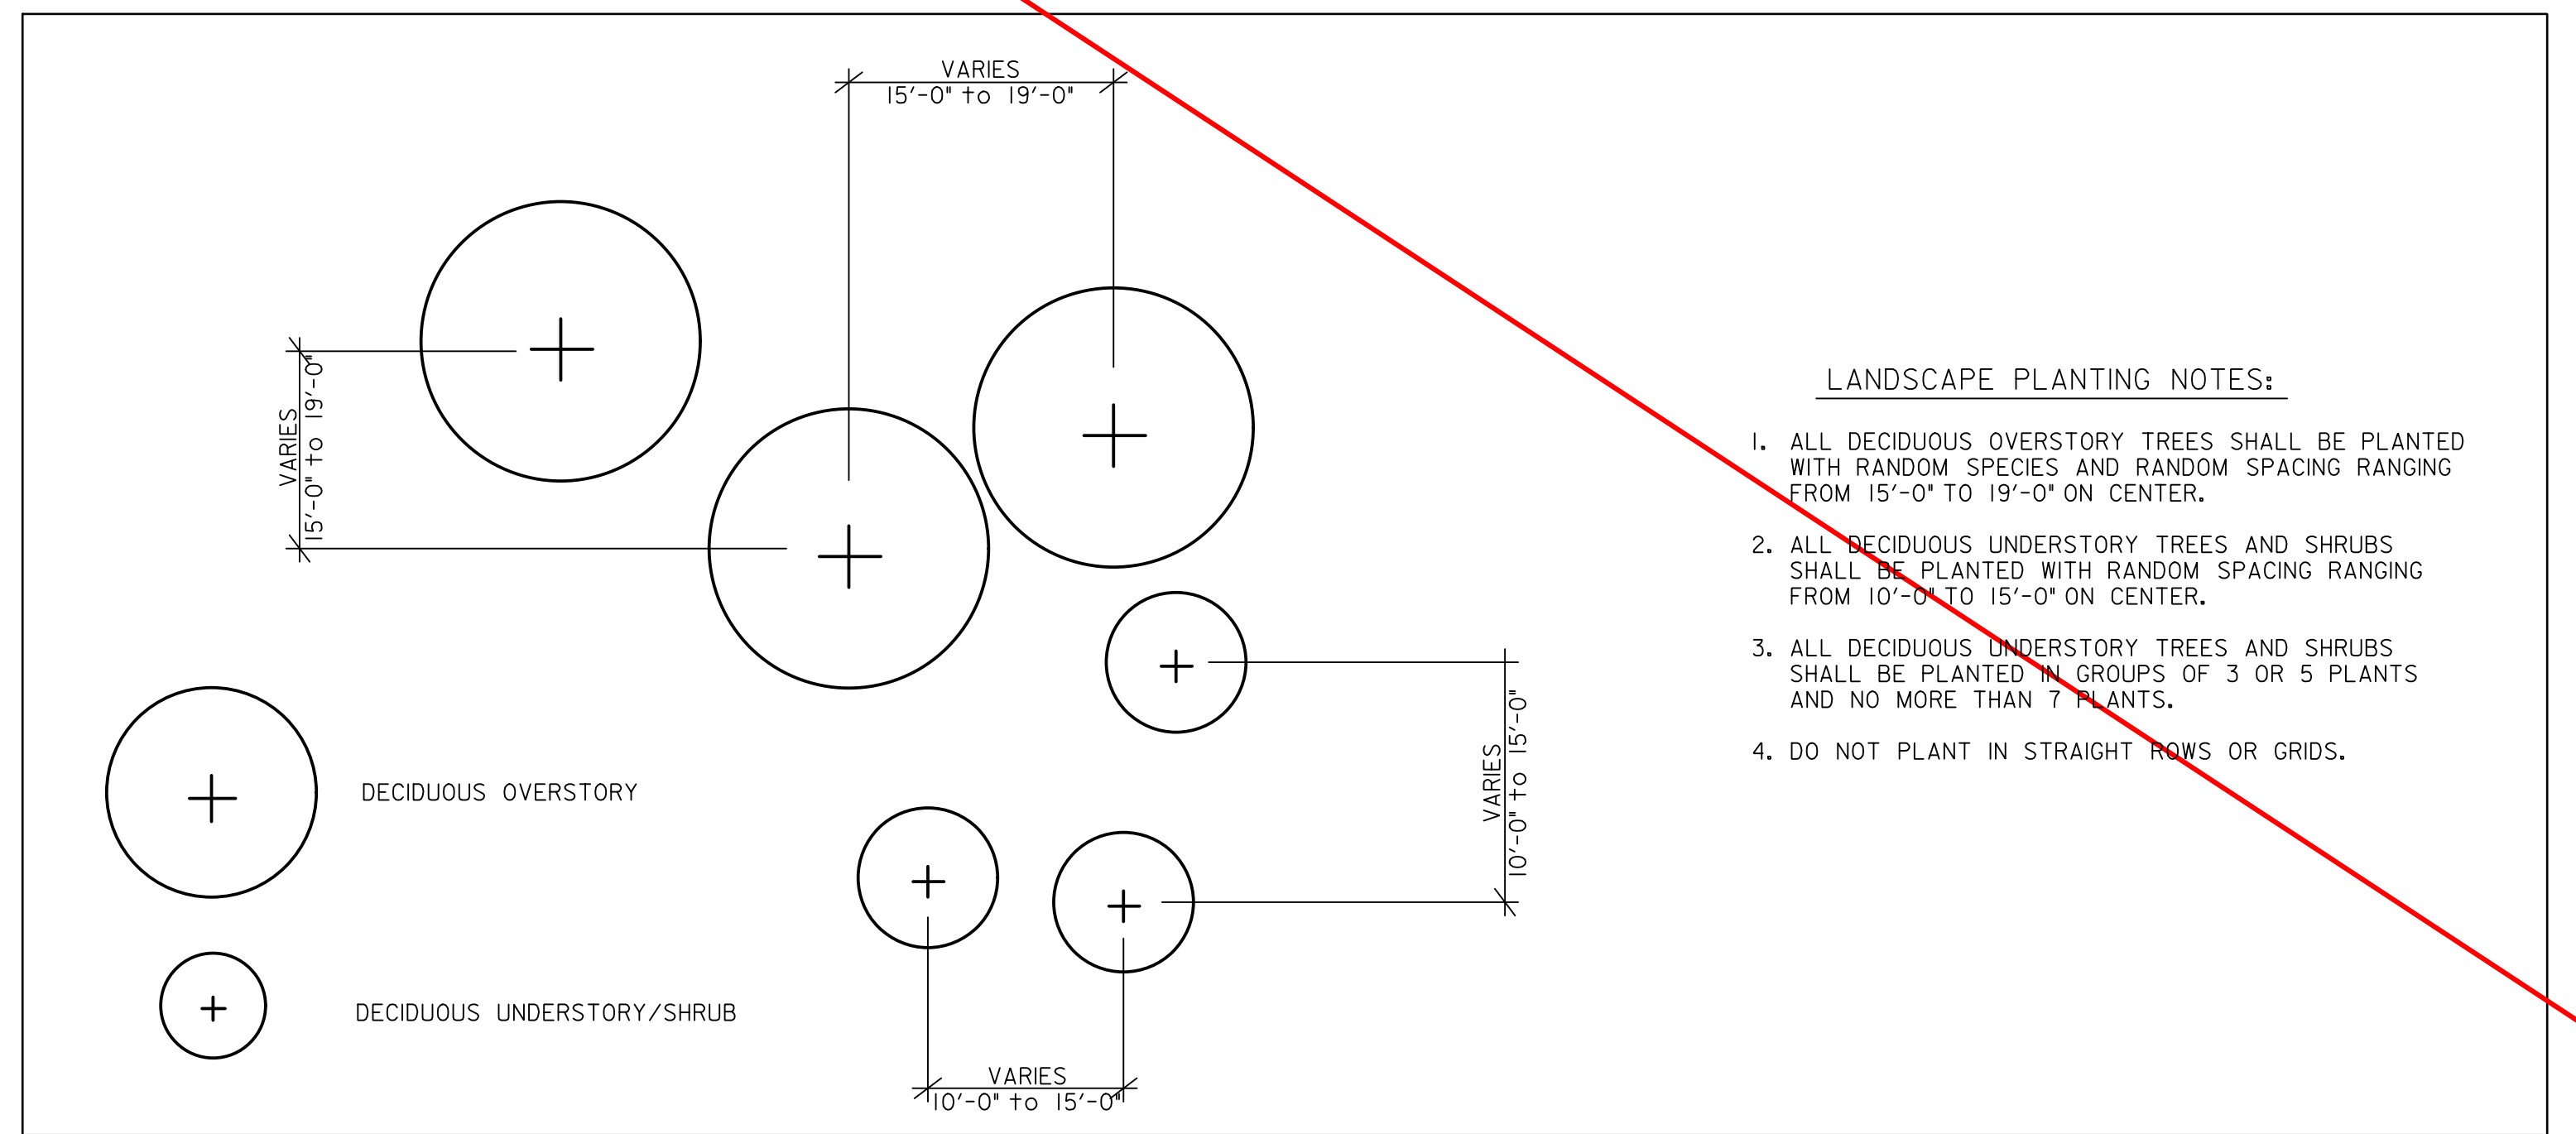 VARIES
15'-0" to 19'-0"
VARIES
15'-0" to 19'-0"
LANDSCAPE PLANTING NOTES:
1. ALL DECIDUOUS OVERSTORY TREES SHALL BE PLANTED
WITH RANDOM SPECIES AND RANDOM SPACING RANGING
FROM 15'-0" TO 19'-0" ON CENTER.
2. ALL DECIDUOUS UNDERSTORY TREES AND SHRUBS
SHALL BE PLANTED WITH RANDOM SPACING RANGING
FROM 10'-0" TO 15'-0" ON CENTER.
3. ALL DECIDUOUS UNDERSTORY TREES AND SHRUBS
SHALL BE PLANTED IN GROUPS OF 3 OR 5 PLANTS
AND NO MORE THAN 7 PLANTS.
4. DO NOT PLANT IN STRAIGHT ROWS OR GRIDS.
VARIES
10'-0" to 15'-0"
DECIDUOUS OVERSTORY
DECIDUOUS UNDERSTORY/SHRUB
VARIES
10'-0" to 15'-0"